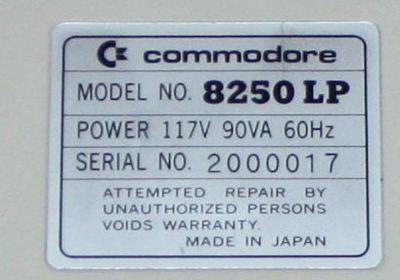 commodore
MODEL NO. 8250 LP
POWER 117V 90VA 60Hz
SERIAL NO. 2000017
ATTEMPTED REPAIR BY
UNAUTHORIZED PERSONS
VOIDS WARRANTY.
MADE IN JAPAN